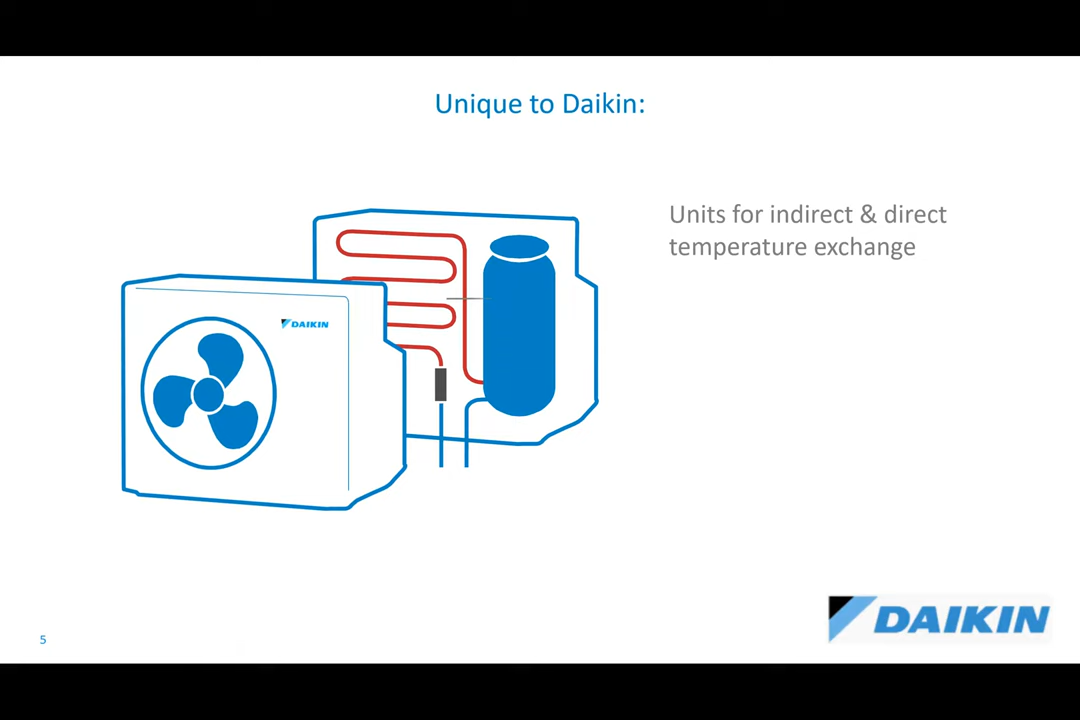 Unique to Daikin:
Units for indirect & direct
temperature exchange
DAIKIN
5
DAIKIN